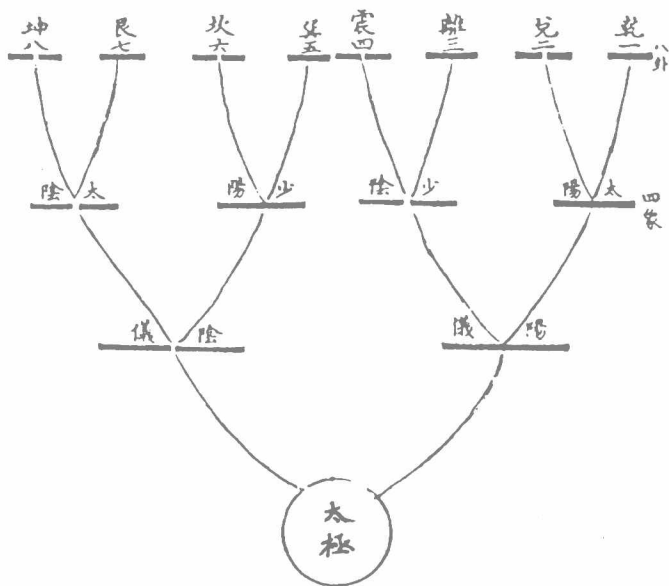 八卦
乾一
兌二
離三
震四
巽五
坎六
艮七
坤八
四象
太陽
少陰
少陽
太陰
陽儀
陰儀
太極